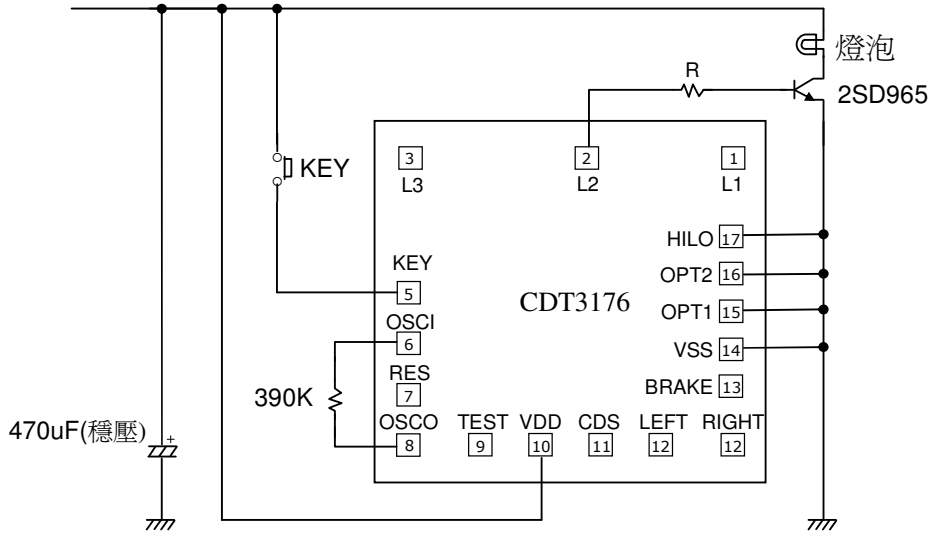 燈泡
R
2SD965
3
2
1
L3
L2
L1
KEY
HILO 17
KEY
OPT2 16
5
CDT3176
OPT1 15
OSCI
6
VSS 14
RES
390K
7
BRAKE 13
OSCO
TEST
VDD
CDS
LEFT
RIGHT
470uF(穩壓)
+
8
9
10
11
12
12